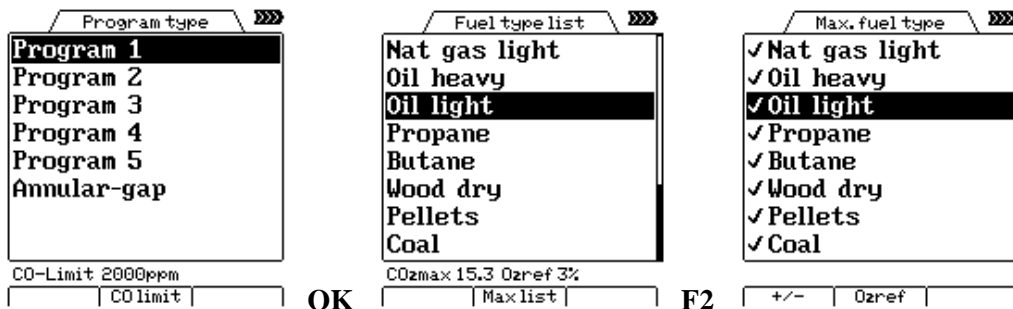 Program type
Program 1
Program 2
Program 3
Program 4
Program 5
Annular-gap
CO-Limit 2000ppm
CO limit
OK
Fuel type list
Nat gas light
Oil heavy
Oil light
Propane
Butane
Wood dry
Pellets
Coal
CO2max 15.3 O2ref 3%
Max list
F2
Max. fuel type
✓Nat gas light
✓Oil heavy
✓Oil light
✓Propane
✓Butane
✓Wood dry
✓Pellets
✓Coal
+/- O2ref